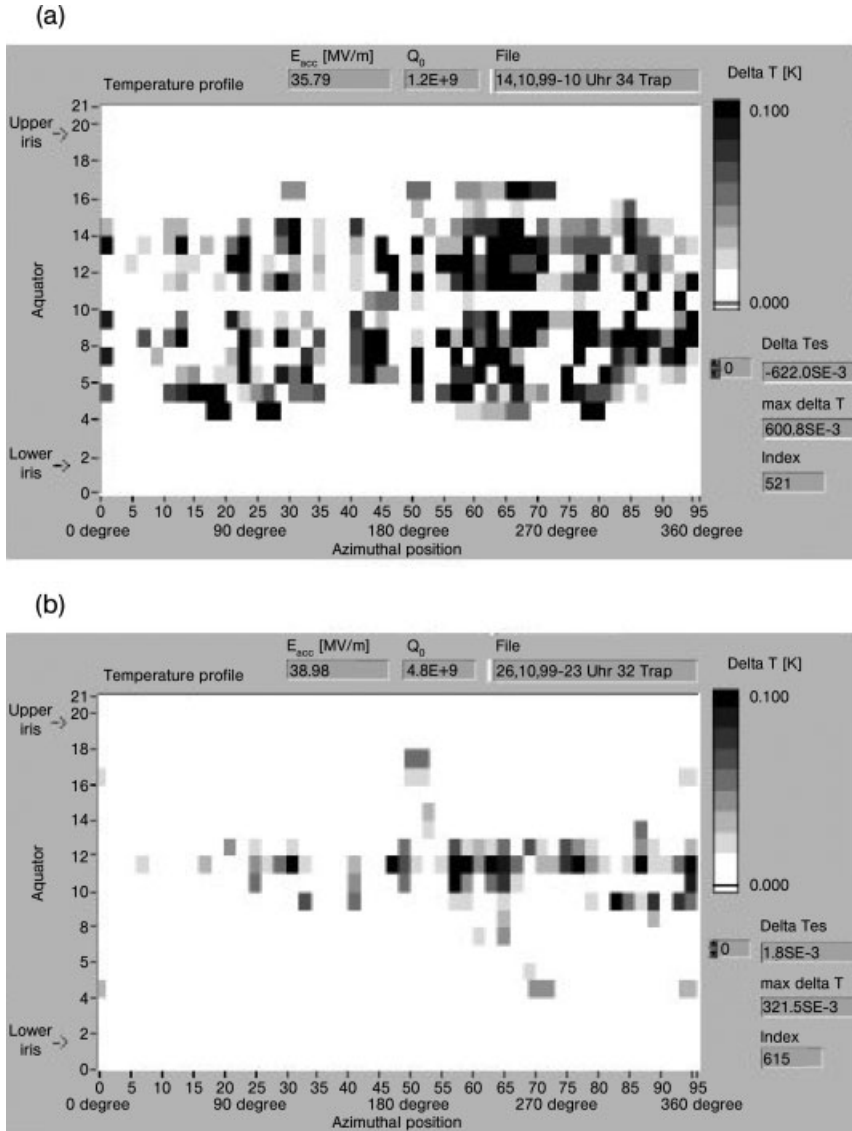 (a)
E_acc [MV/m] Q_0 File
Temperature profile 35.79 1.2E+9 14,10,99-10 Uhr 34 Trap
Delta T [K]
0.100
0.000
Delta Tes
0 -622.0SE-3
max delta T
600.8SE-3
Index
521
Upper iris ->
Aquator
Lower iris ->
21
20
18
16
14
12
10
8
6
5
4
2
0
0 5 10 15 20 25 30 35 40 45 50 55 60 65 70 75 80 85 90 95
0 degree 90 degree 180 degree 270 degree 360 degree
Azimuthal position
(b)
E_acc [MV/m] Q_0 File
Temperature profile 38.98 4.8E+9 26,10,99-23 Uhr 32 Trap
Delta T [K]
0.100
0.000
Delta Tes
0 1.8SE-3
max delta T
321.5SE-3
Index
615
Upper iris ->
Aquator
Lower iris ->
21
20
18
16
14
12
10
8
5
4
2
0
0 5 10 15 20 25 30 35 40 45 50 55 60 65 70 75 80 85 90 95
0 degree 90 degree 180 degree 270 degree 360 degree
Azimuthal position